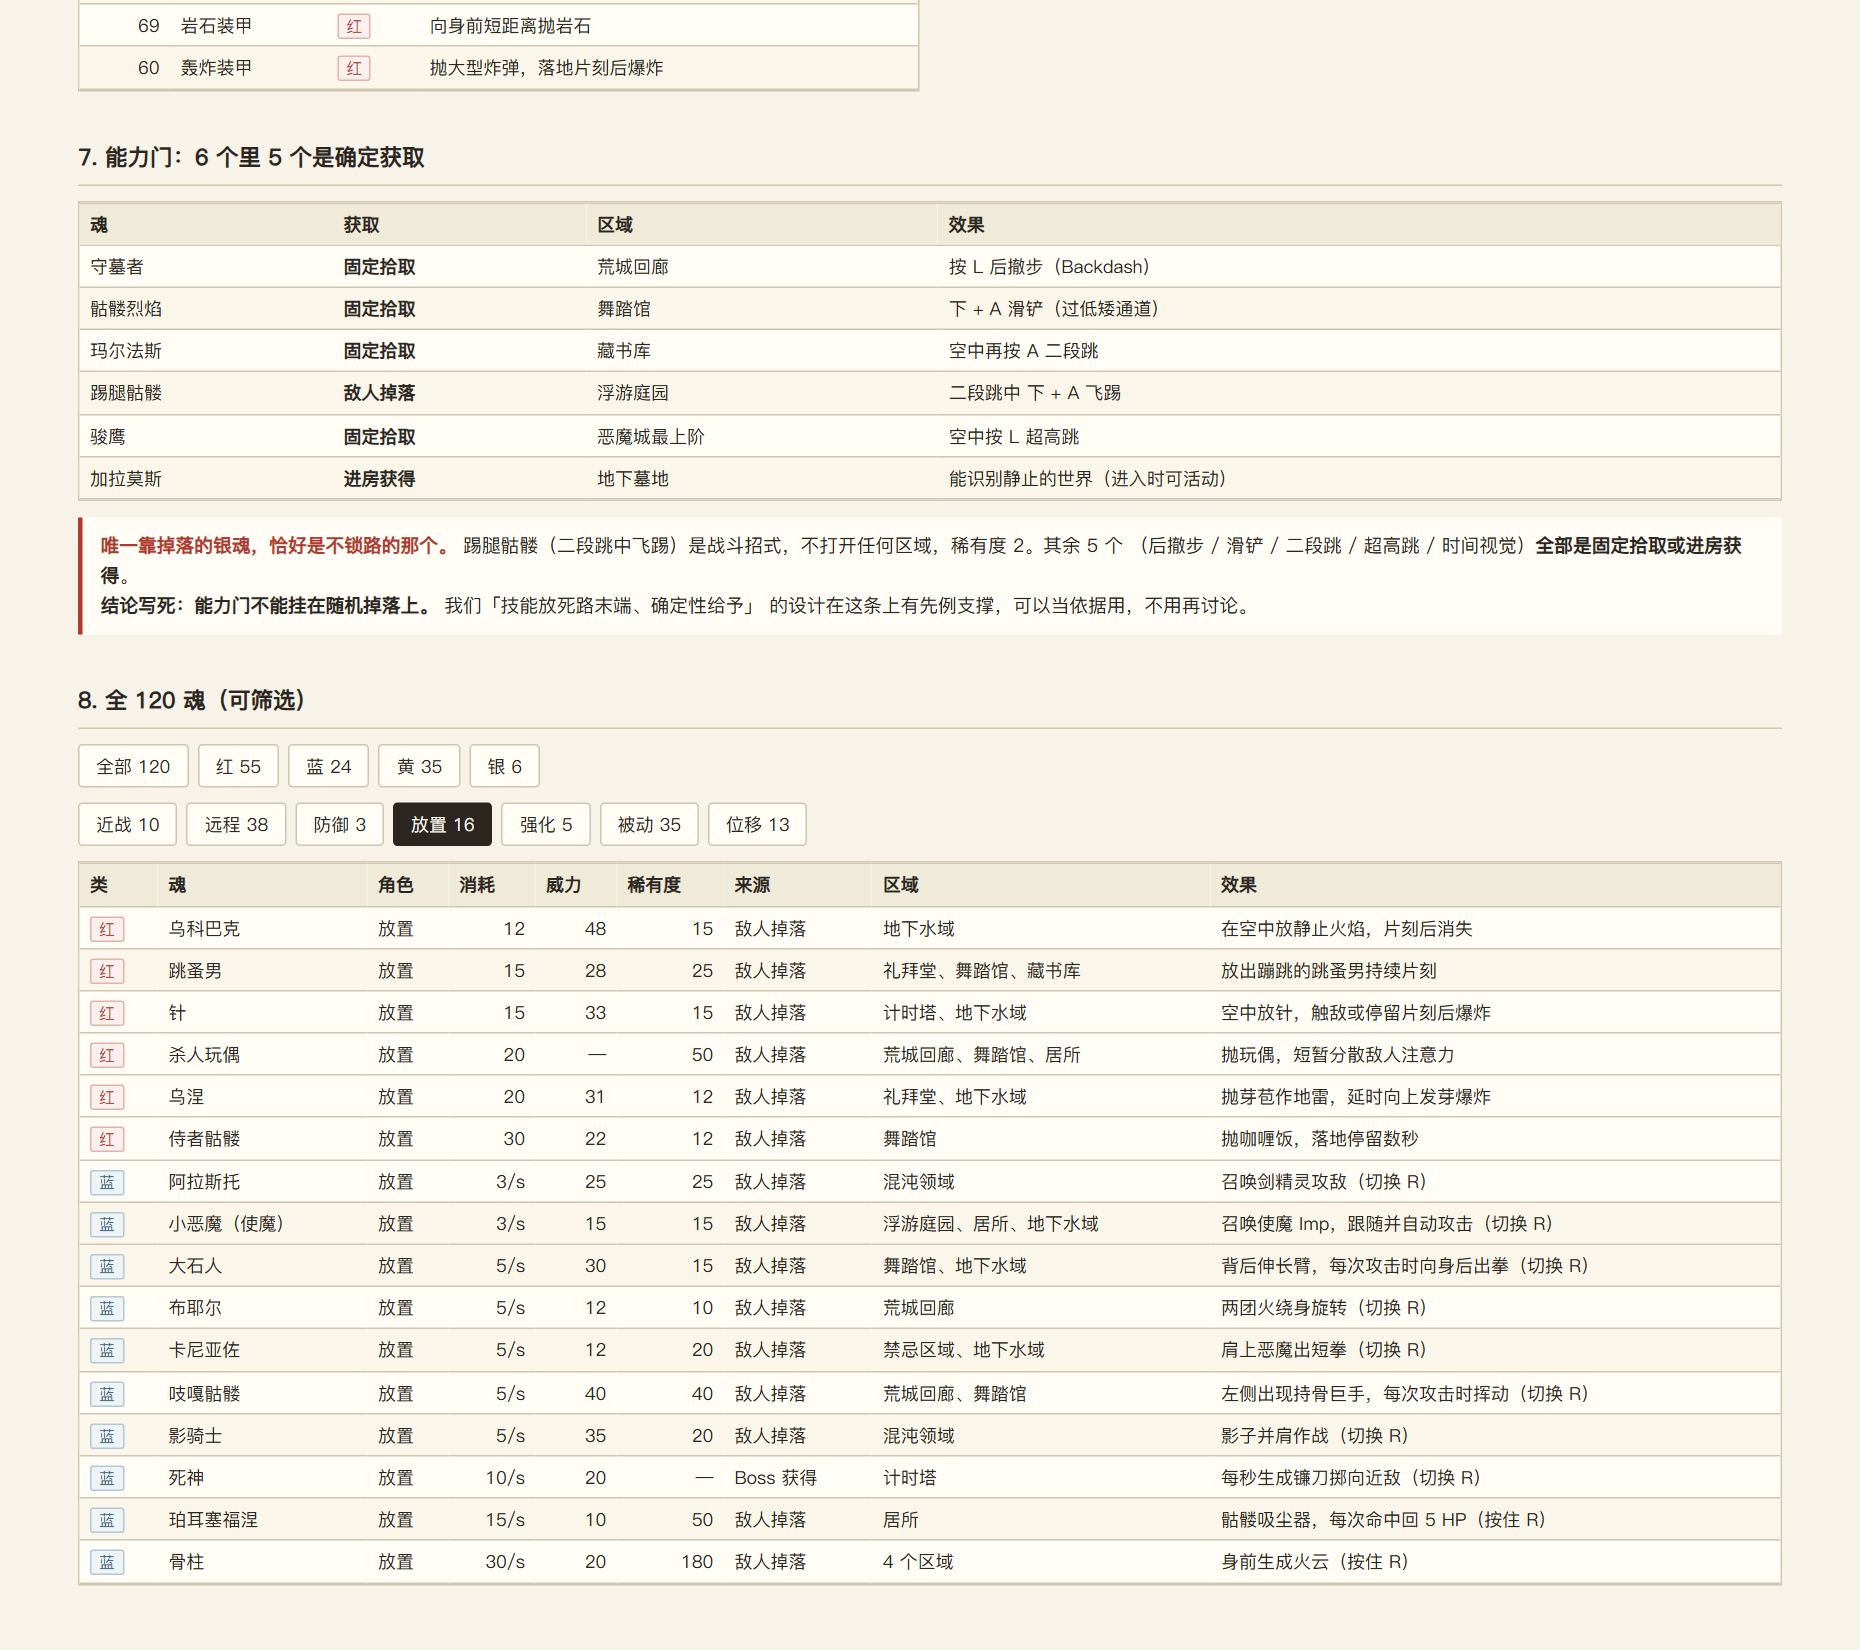 69 岩石装甲 红 向身前短距离抛岩石
60 轰炸装甲 红 抛大型炸弹，落地片刻后爆炸
7. 能力门：6 个里 5 个是确定获取
魂 获取 区域 效果
守墓者 固定拾取 荒城回廊 按 L 后撤步（Backdash）
骷髅烈焰 固定拾取 舞踏馆 下 + A 滑铲（过低矮通道）
玛尔法斯 固定拾取 藏书库 空中再按 A 二段跳
踢腿骷髅 敌人掉落 浮游庭园 二段跳中 下 + A 飞踢
骏鹰 固定拾取 恶魔城最上阶 空中按 L 超高跳
加拉莫斯 进房获得 地下墓地 能识别静止的世界（进入时可活动）
唯一靠掉落的银魂，恰好是不锁路的那个。 踢腿骷髅（二段跳中飞踢）是战斗招式，不打开任何区域，稀有度 2。其余 5 个 （后撤步 / 滑铲 / 二段跳 / 超高跳 / 时间视觉）全部是固定拾取或进房获
得。
结论写死：能力门不能挂在随机掉落上。 我们「技能放死路末端、确定性给予」 的设计在这条上有先例支撑，可以当依据用，不用再讨论。
8. 全 120 魂（可筛选）
全部 120 红 55 蓝 24 黄 35 银 6
近战 10 远程 38 防御 3 放置 16 强化 5 被动 35 位移 13
类 魂 角色 消耗 威力 稀有度 来源 区域 效果
红 乌科巴克 放置 12 48 15 敌人掉落 地下水域 在空中放静止火焰，片刻后消失
红 跳蚤男 放置 15 28 25 敌人掉落 礼拜堂、舞踏馆、藏书库 放出蹦跳的跳蚤男持续片刻
红 针 放置 15 33 15 敌人掉落 计时塔、地下水域 空中放针，触敌或停留片刻后爆炸
红 杀人玩偶 放置 20 — 50 敌人掉落 荒城回廊、舞踏馆、居所 抛玩偶，短暂分散敌人注意力
红 乌涅 放置 20 31 12 敌人掉落 礼拜堂、地下水域 抛芽苞作地雷，延时向上发芽爆炸
红 侍者骷髅 放置 30 22 12 敌人掉落 舞踏馆 抛咖喱饭，落地停留数秒
蓝 阿拉斯托 放置 3/s 25 25 敌人掉落 混沌领域 召唤剑精灵攻敌（切换 R）
蓝 小恶魔（使魔） 放置 3/s 15 15 敌人掉落 浮游庭园、居所、地下水域 召唤使魔 Imp，跟随并自动攻击（切换 R）
蓝 大石人 放置 5/s 30 15 敌人掉落 舞踏馆、地下水域 背后伸长臂，每次攻击时向身后出拳（切换 R）
蓝 布耶尔 放置 5/s 12 10 敌人掉落 荒城回廊 两团火绕身旋转（切换 R）
蓝 卡尼亚佐 放置 5/s 12 20 敌人掉落 禁忌区域、地下水域 肩上恶魔出短拳（切换 R）
蓝 吱嘎骷髅 放置 5/s 40 40 敌人掉落 荒城回廊、舞踏馆 左侧出现持骨巨手，每次攻击时挥动（切换 R）
蓝 影骑士 放置 5/s 35 20 敌人掉落 混沌领域 影子并肩作战（切换 R）
蓝 死神 放置 10/s 20 — Boss 获得 计时塔 每秒生成镰刀掷向近敌（切换 R）
蓝 珀耳塞福涅 放置 15/s 10 50 敌人掉落 居所 骷髅吸尘器，每次命中回 5 HP（按住 R）
蓝 骨柱 放置 30/s 20 180 敌人掉落 4 个区域 身前生成火云（按住 R）